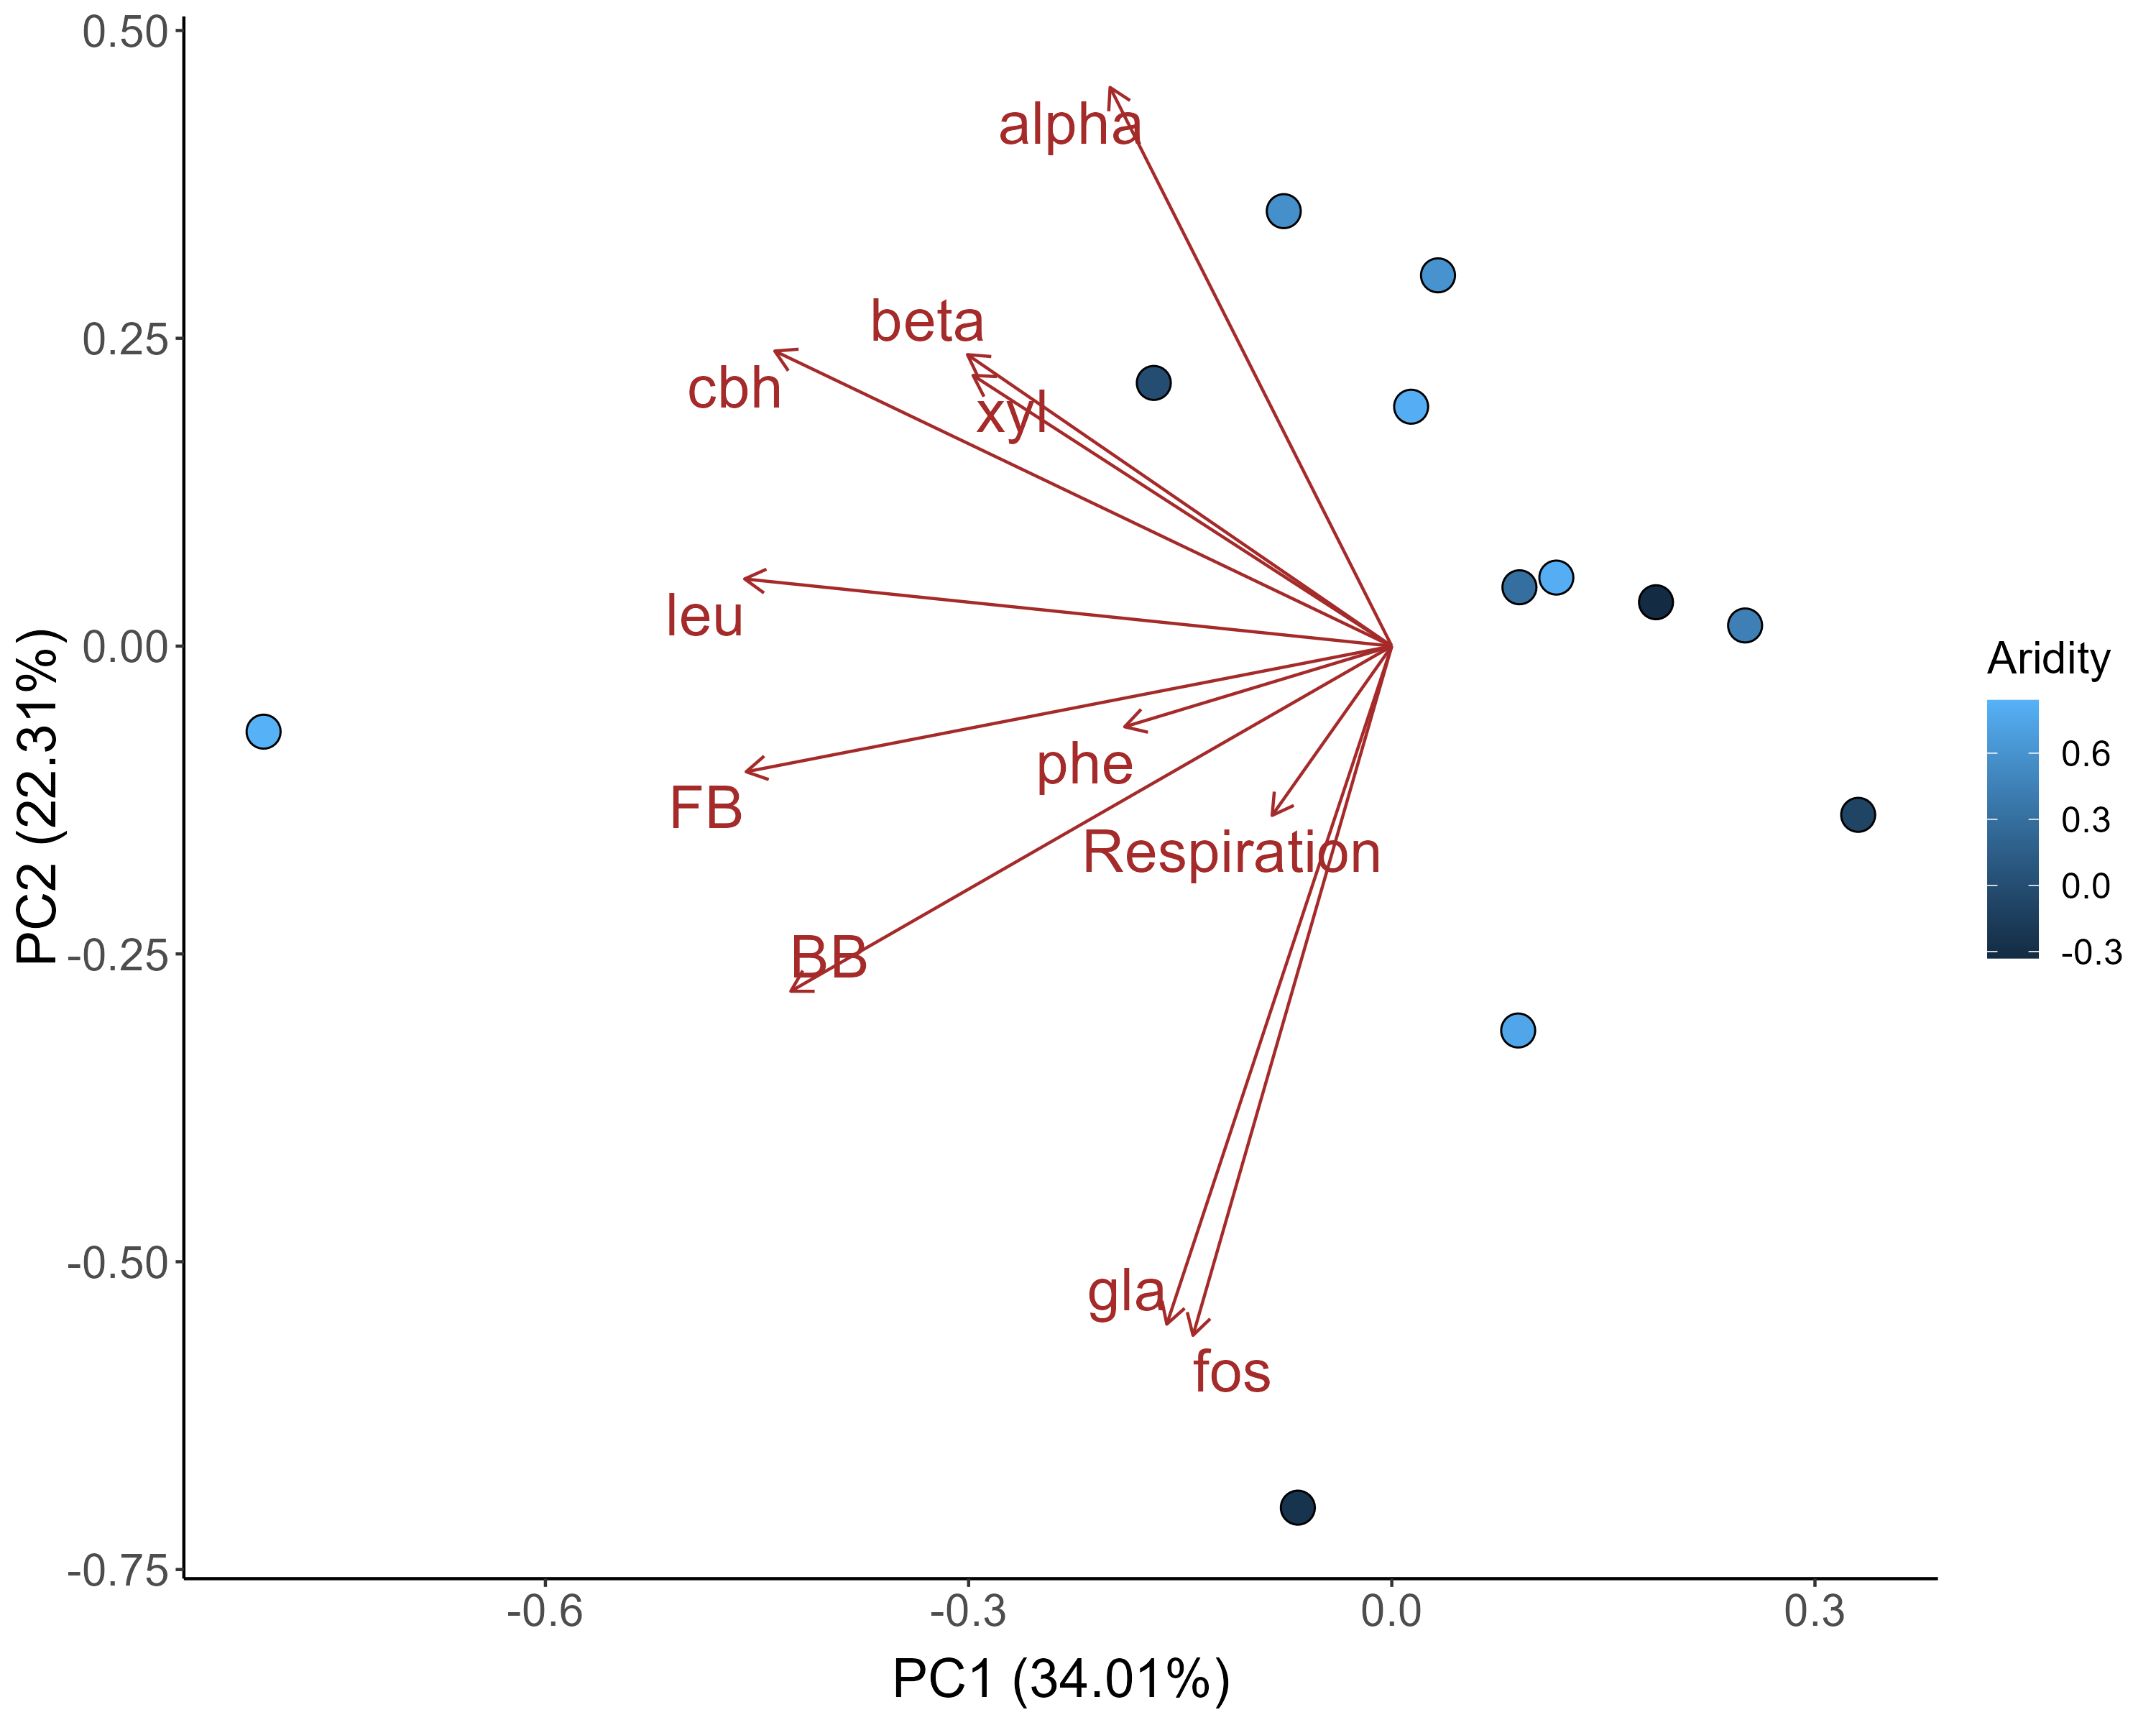 0.50
0.25
0.00
-0.25
-0.50
-0.75
PC2 (22.31%)
alpha
beta
cbh
xyl
leu
phe
FB
Respiration
BB
gla
fos
-0.6
-0.3
0.0
0.3
PC1 (34.01%)
Aridity
0.6
0.3
0.0
-0.3